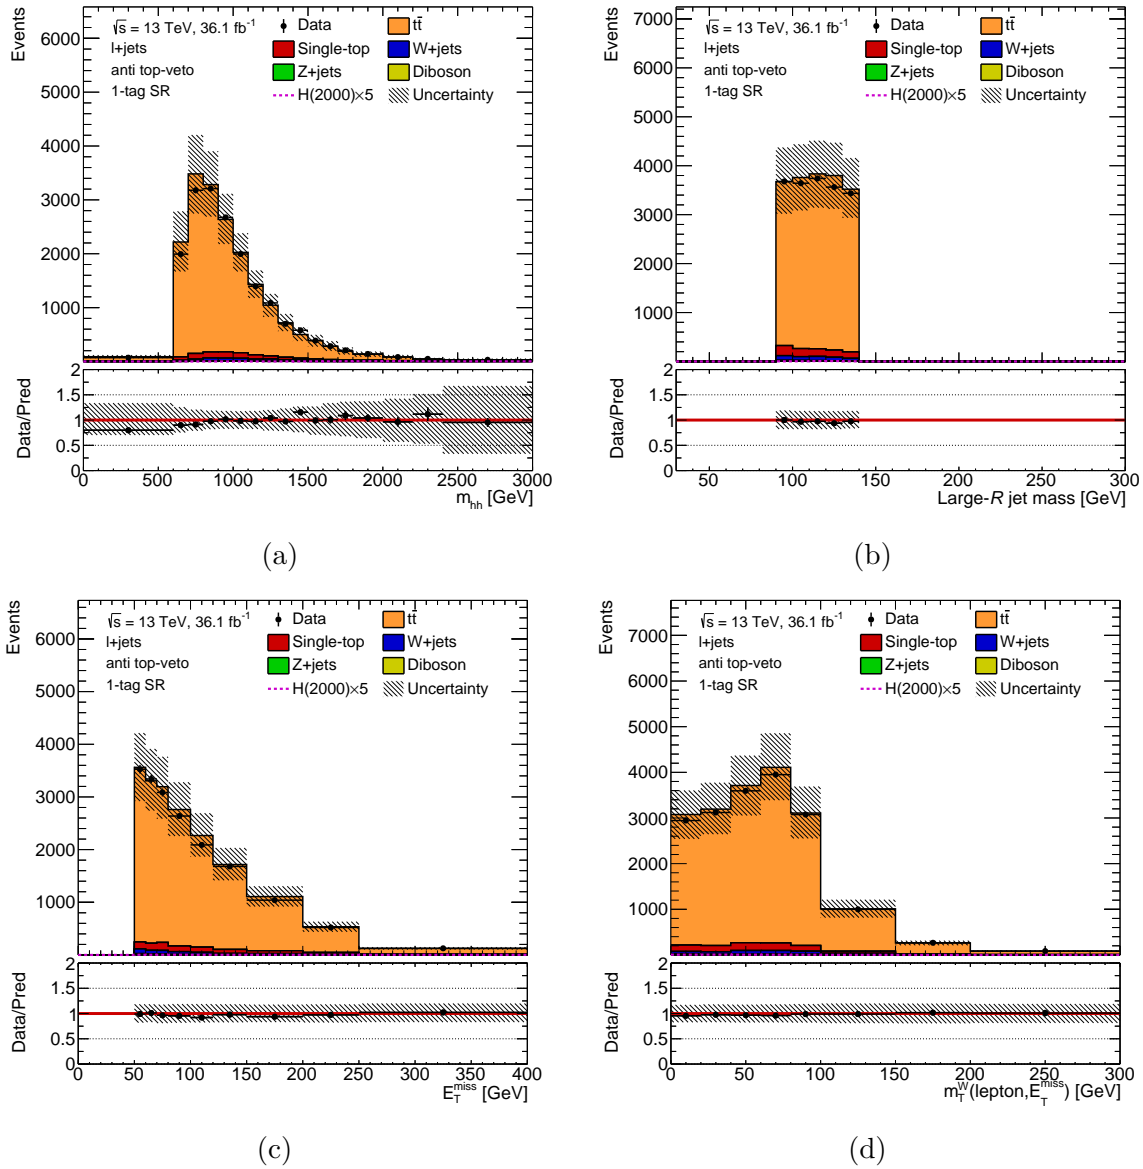 Events
6000
5000
4000
3000
2000
1000
√s = 13 TeV, 36.1 fb⁻¹
l+jets
anti top-veto
1-tag SR
Data
tt̄
Single-top
W+jets
Z+jets
Diboson
H(2000)×5
Uncertainty
Data/Pred
2
1.5
1
0.5
0
0 500 1000 1500 2000 2500 3000
m_hh [GeV]
(a)
Events
7000
6000
5000
4000
3000
2000
1000
√s = 13 TeV, 36.1 fb⁻¹
l+jets
anti top-veto
1-tag SR
Data
tt̄
Single-top
W+jets
Z+jets
Diboson
H(2000)×5
Uncertainty
Data/Pred
2
1.5
1
0.5
0
50 100 150 200 250 300
Large-R jet mass [GeV]
(b)
Events
6000
5000
4000
3000
2000
1000
√s = 13 TeV, 36.1 fb⁻¹
l+jets
anti top-veto
1-tag SR
Data
tt̄
Single-top
W+jets
Z+jets
Diboson
H(2000)×5
Uncertainty
Data/Pred
2
1.5
1
0.5
0
0 50 100 150 200 250 300 350 400
E_T^miss [GeV]
(c)
Events
7000
6000
5000
4000
3000
2000
1000
√s = 13 TeV, 36.1 fb⁻¹
l+jets
anti top-veto
1-tag SR
Data
tt̄
Single-top
W+jets
Z+jets
Diboson
H(2000)×5
Uncertainty
Data/Pred
2
1.5
1
0.5
0
0 50 100 150 200 250 300
m_T^W(lepton,E_T^miss) [GeV]
(d)